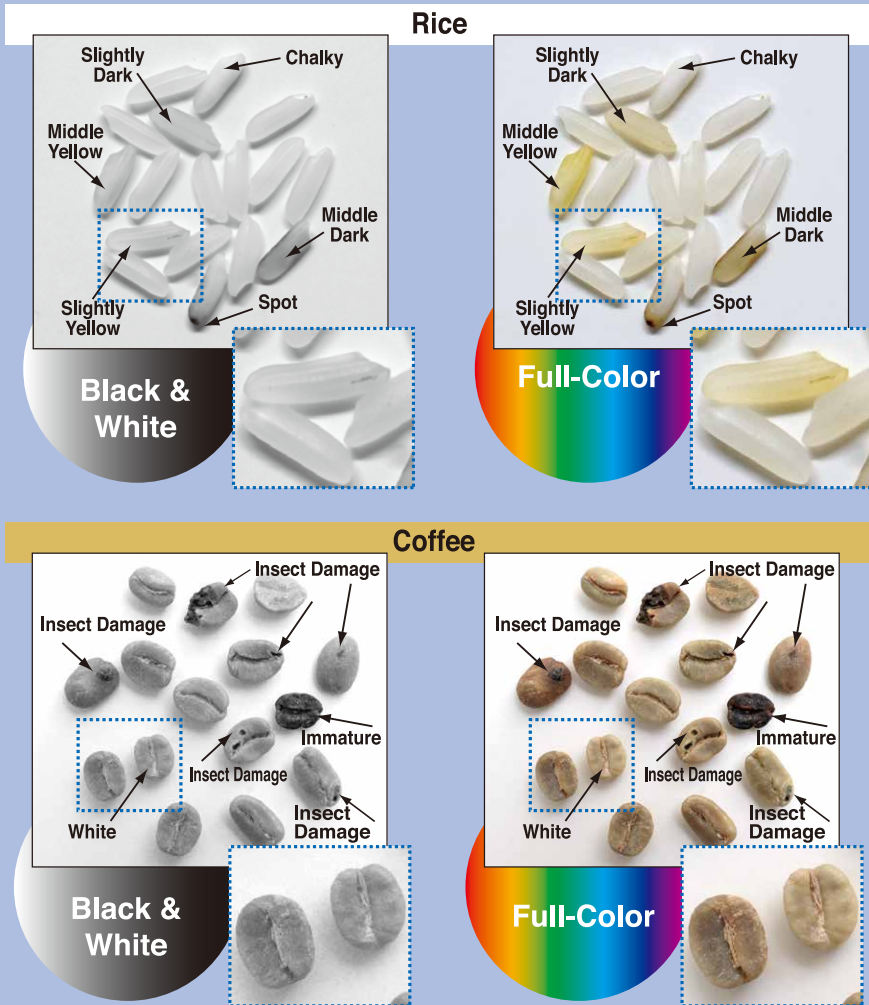 Rice
Slightly
Dark
Chalky
Middle
Yellow
Middle
Dark
Slightly
Yellow
Spot
Black &
White
Slightly
Dark
Chalky
Middle
Yellow
Middle
Dark
Slightly
Yellow
Spot
Full-Color
Coffee
Insect Damage
Insect Damage
Immature
Insect Damage
White
Insect
Damage
Black &
White
Insect Damage
Insect Damage
Immature
Insect Damage
White
Insect
Damage
Full-Color